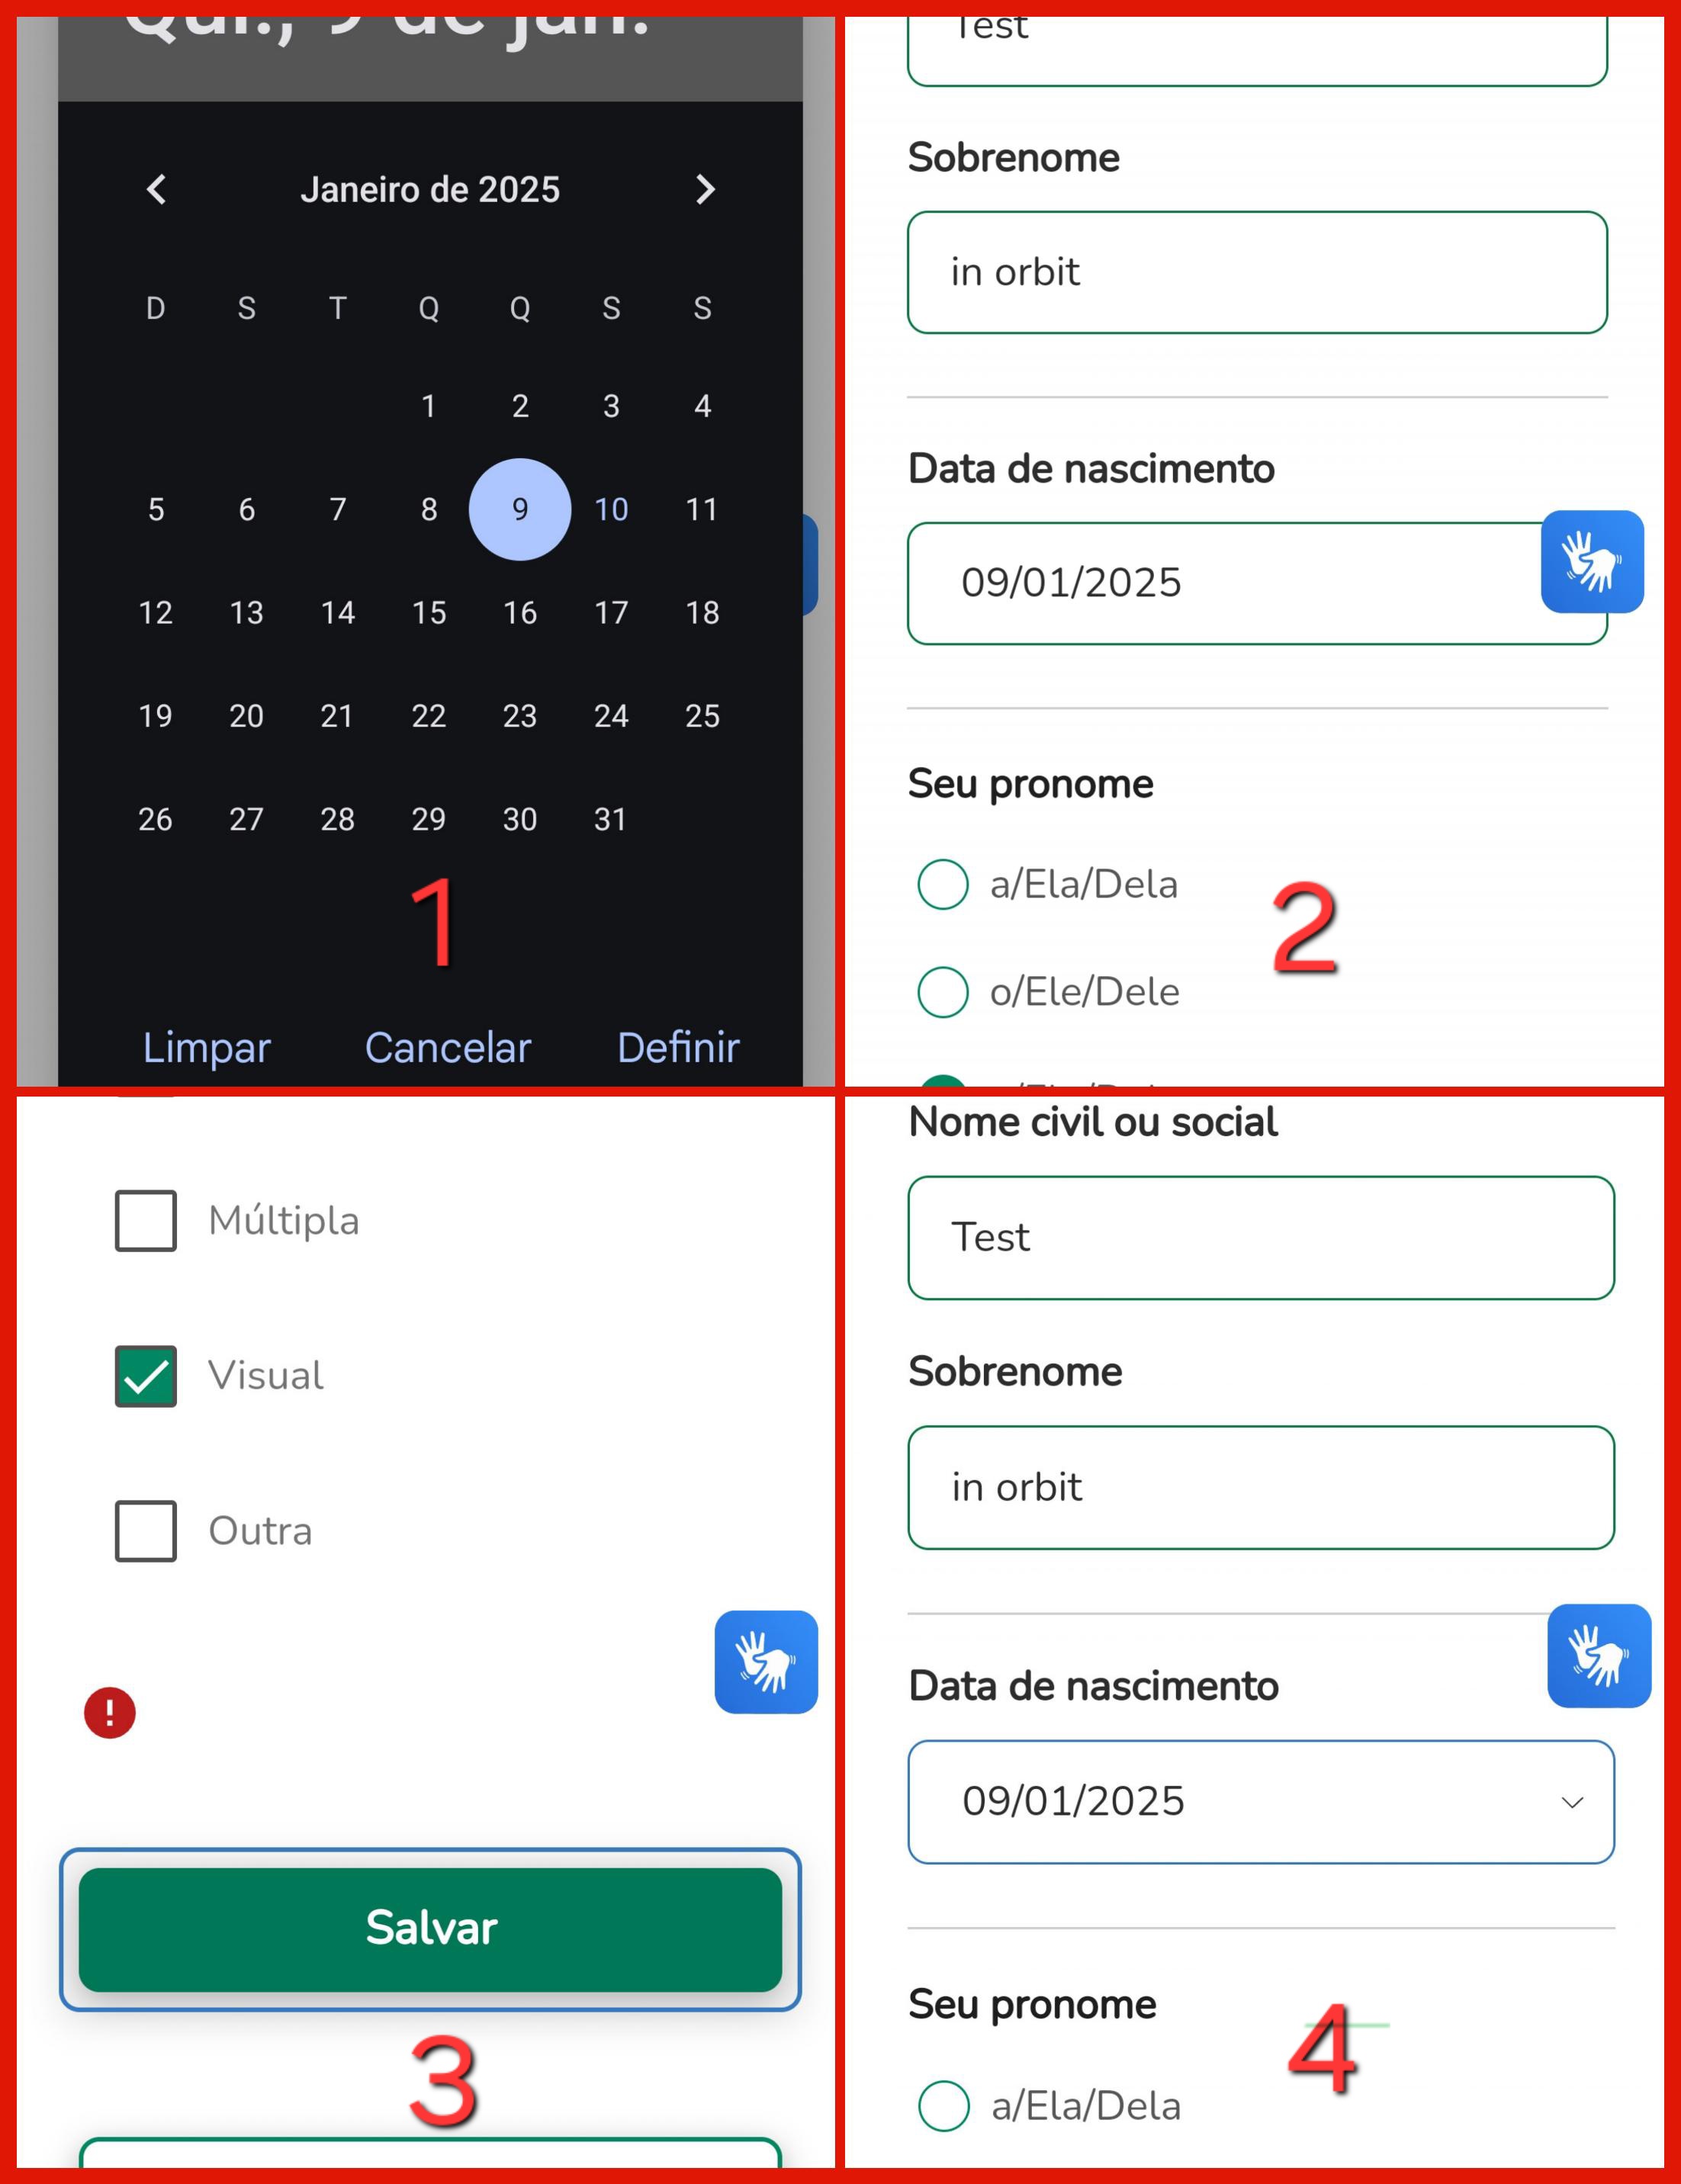 Qui., 9 de jan.
Janeiro de 2025
D S T Q Q S S
1 2 3 4
5 6 7 8 9 10 11
12 13 14 15 16 17 18
19 20 21 22 23 24 25
26 27 28 29 30 31
1
Limpar Cancelar Definir
Test
Sobrenome
in orbit
Data de nascimento
09/01/2025
Seu pronome
a/Ela/Dela
2
o/Ele/Dele
Múltipla
Visual
Outra
!
Salvar
3
Nome civil ou social
Test
Sobrenome
in orbit
Data de nascimento
09/01/2025
Seu pronome
4
a/Ela/Dela